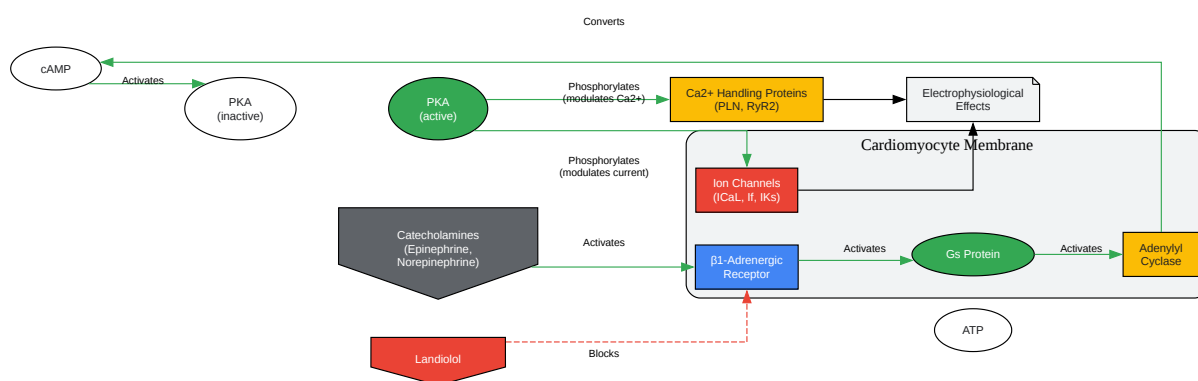 Converts
cAMP
Activates
PKA
(inactive)
PKA
(active)
Phosphorylates
(modulates Ca2+)
Ca2+ Handling Proteins
(PLN, RyR2)
Electrophysiological
Effects
Cardiomyocyte Membrane
Phosphorylates
(modulates current)
Ion Channels
(ICaL, If, IKs)
Catecholamines
(Epinephrine,
Norepinephrine)
Activates
β1-Adrenergic
Receptor
Activates
Gs Protein
Activates
Adenylyl
Cyclase
ATP
Landiolol
Blocks